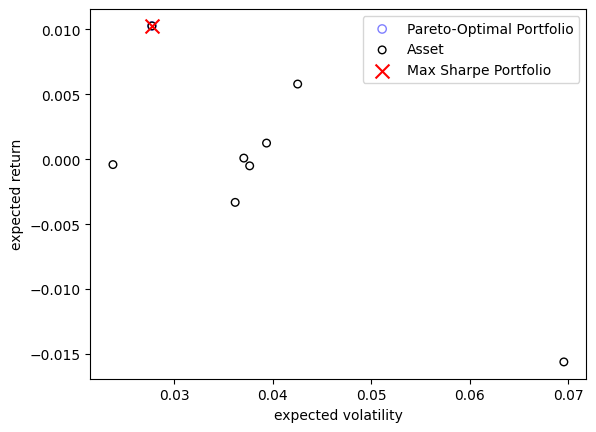 0.010
0.005
0.000
−0.005
−0.010
−0.015
expected return
0.03 0.04 0.05 0.06 0.07
expected volatility
Pareto-Optimal Portfolio
Asset
Max Sharpe Portfolio